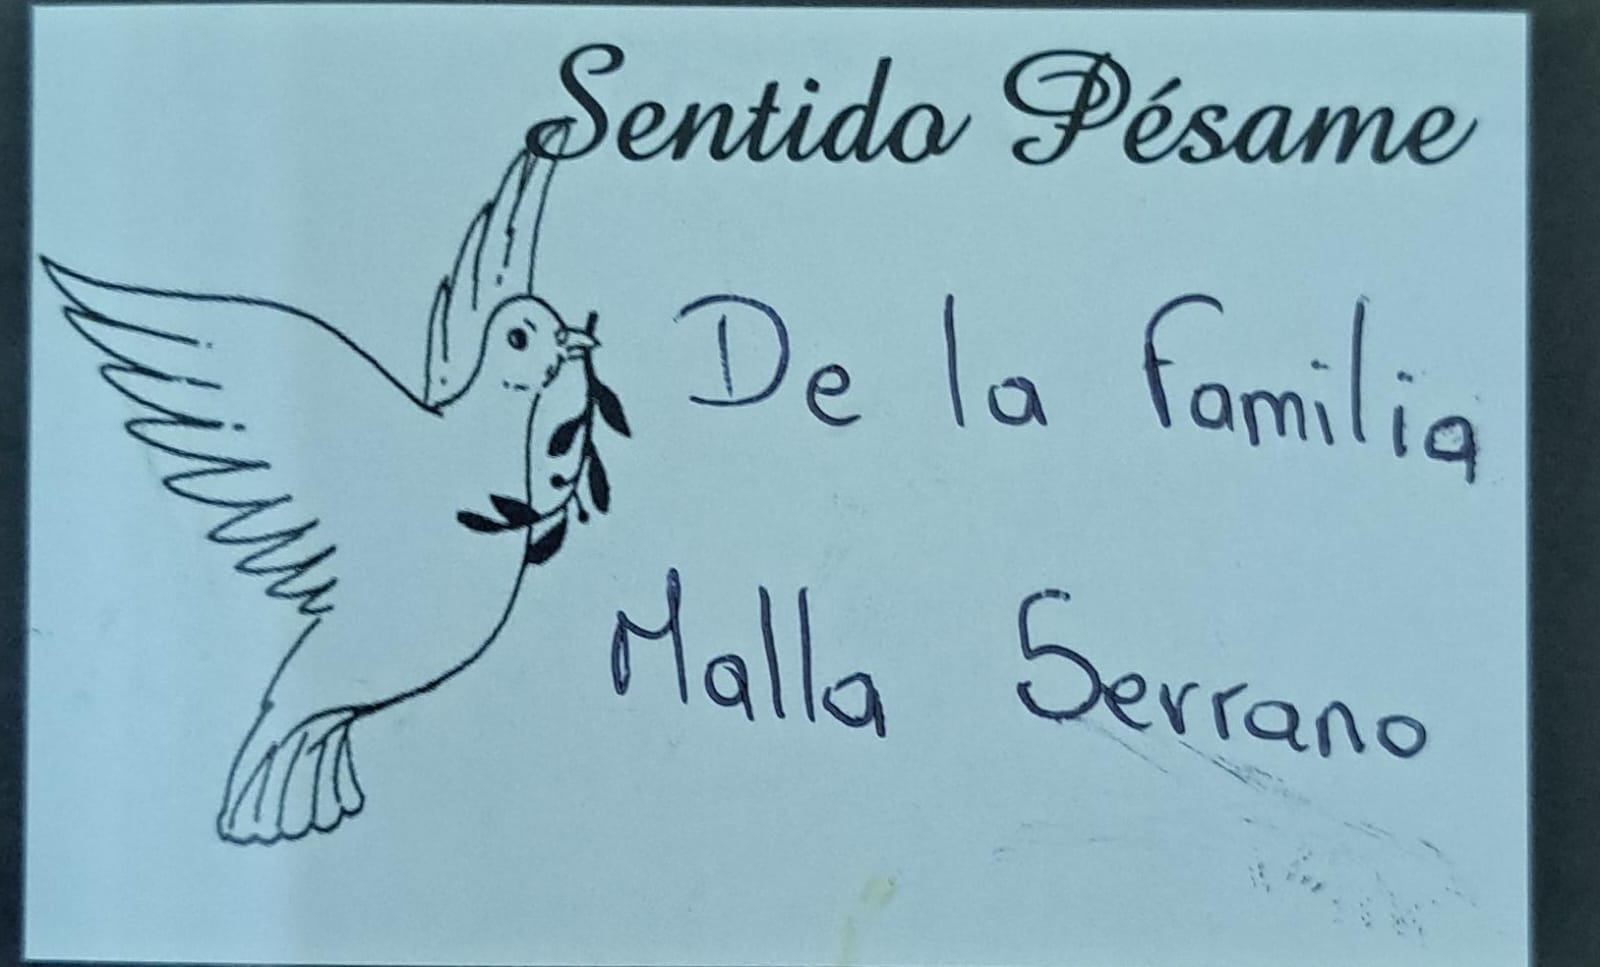 Sentido Pésame
De la familia
Malla Serrano